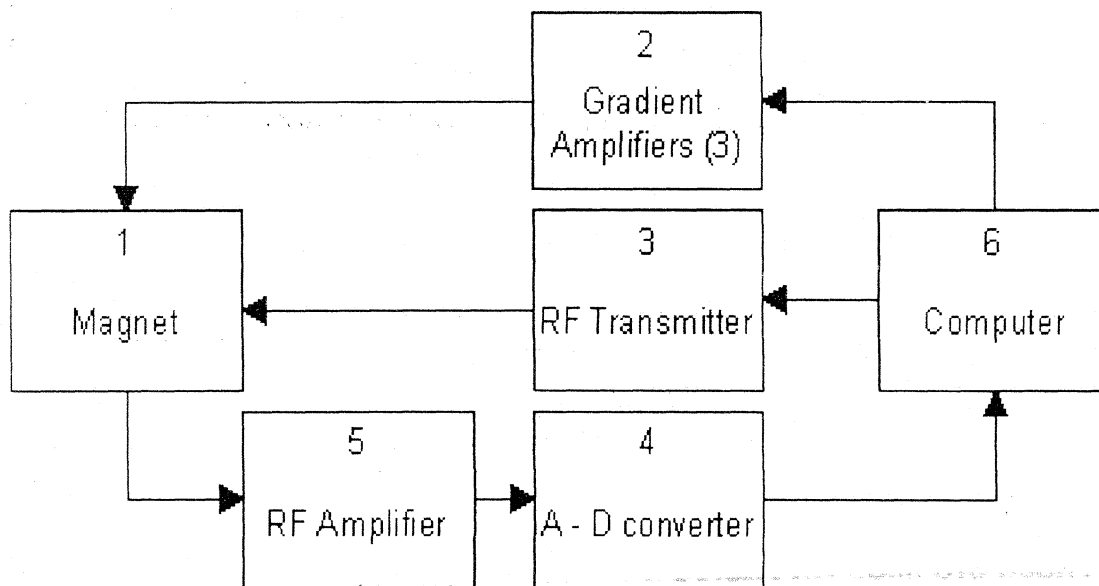 2
Gradient
Amplifiers (3)
1
Magnet
3
RF Transmitter
6
Computer
5
RF Amplifier
4
A - D converter